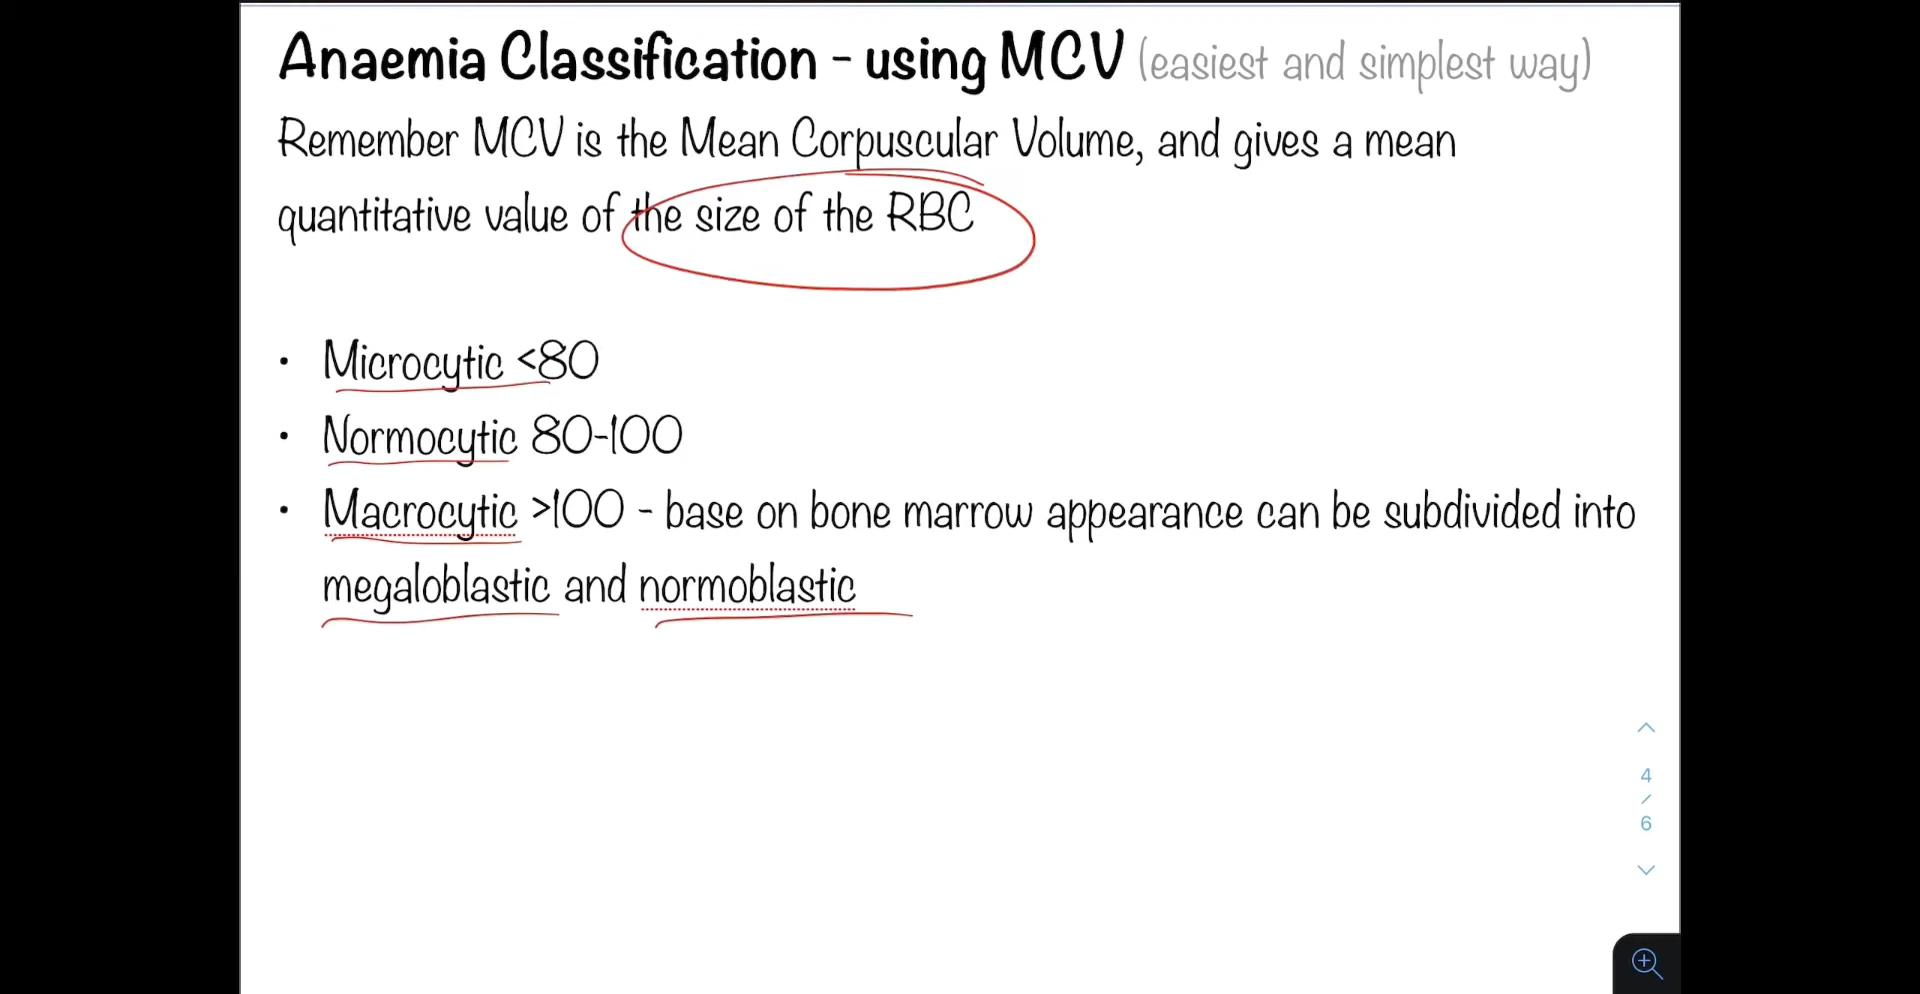 Anaemia Classification - using MCV (easiest and simplest way)
Remember MCV is the Mean Corpuscular Volume, and gives a mean
quantitative value of the size of the RBC
• Microcytic <80
• Normocytic 80-100
• Macrocytic >100 - base on bone marrow appearance can be subdivided into
megaloblastic and normoblastic
4
/
6